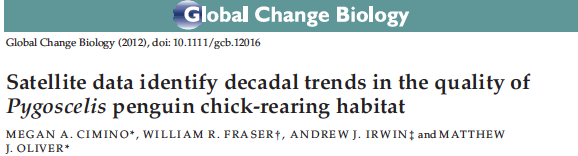 Global Change Biology
Global Change Biology (2012), doi: 10.1111/gcb.12016
Satellite data identify decadal trends in the quality of
Pygoscelis penguin chick-rearing habitat
MEGAN A. CIMINO*, WILLIAM R. FRASER†, ANDREW J. IRWIN‡ and MATTHEW
J. OLIVER*